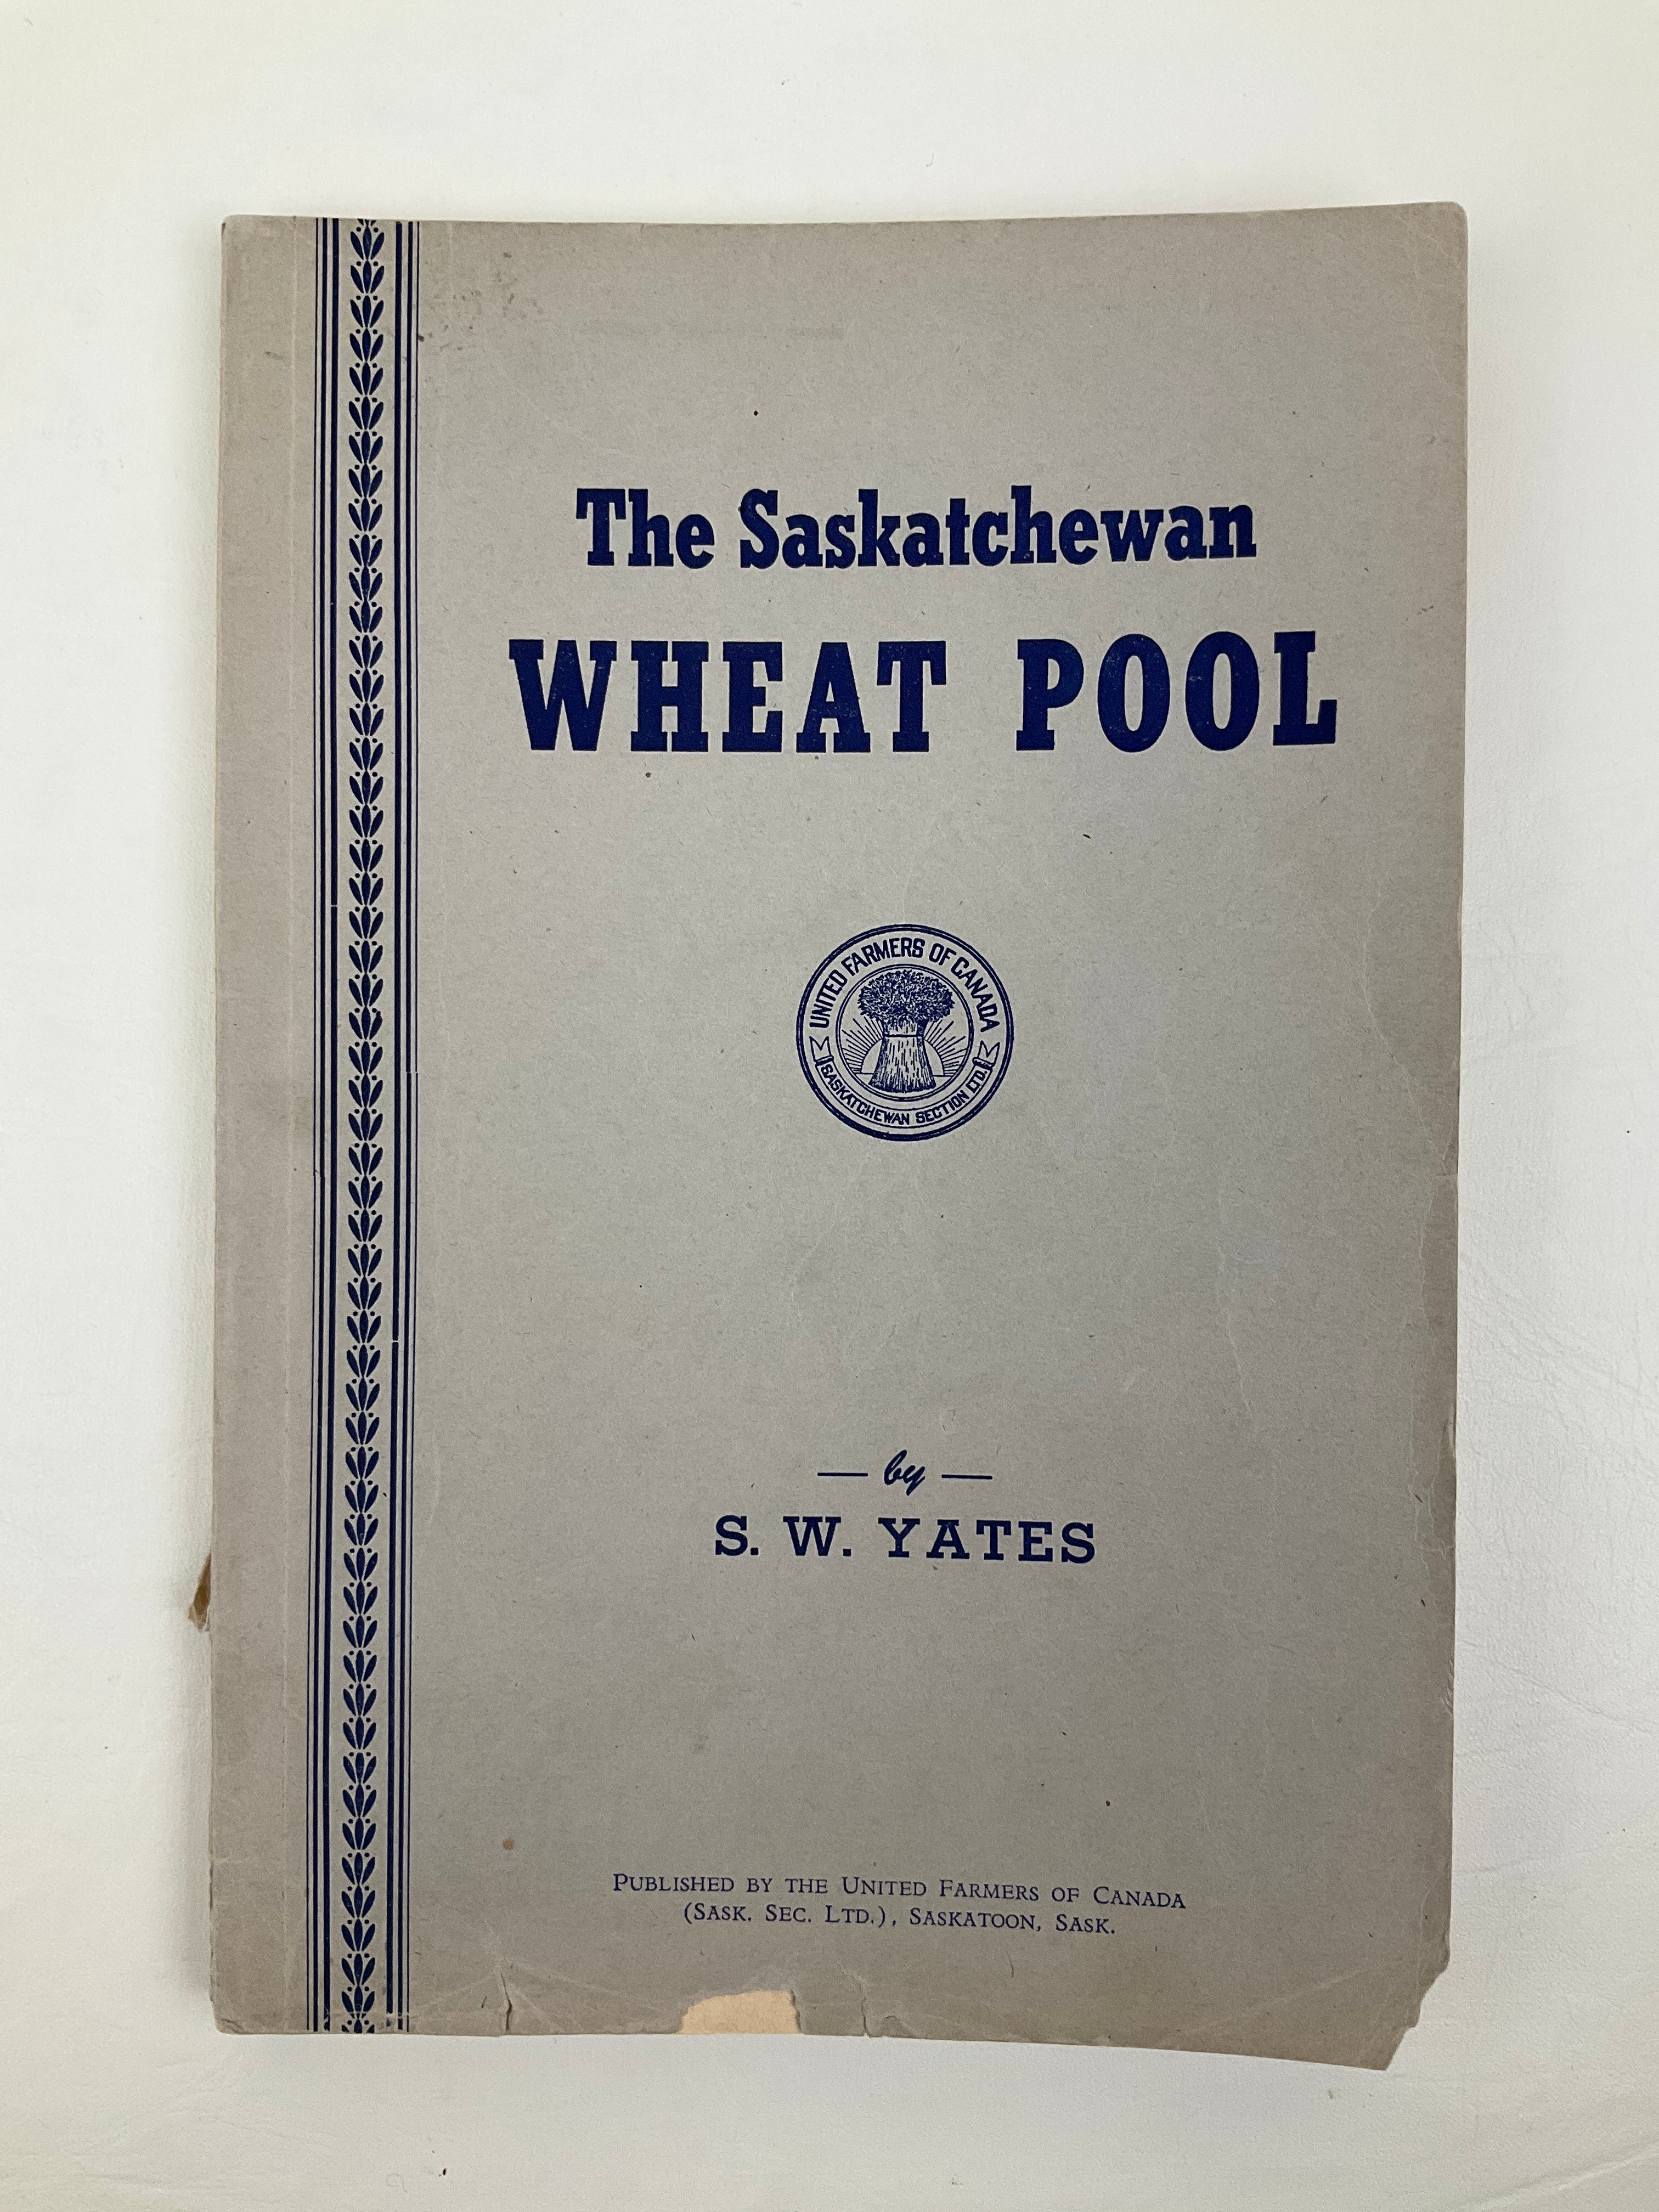 The Saskatchewan
WHEAT POOL
UNITED FARMERS OF CANADA
SASKATCHEWAN SECTION LTD.
— by —
S. W. YATES
PUBLISHED BY THE UNITED FARMERS OF CANADA
(SASK. SEC. LTD.), SASKATOON, SASK.